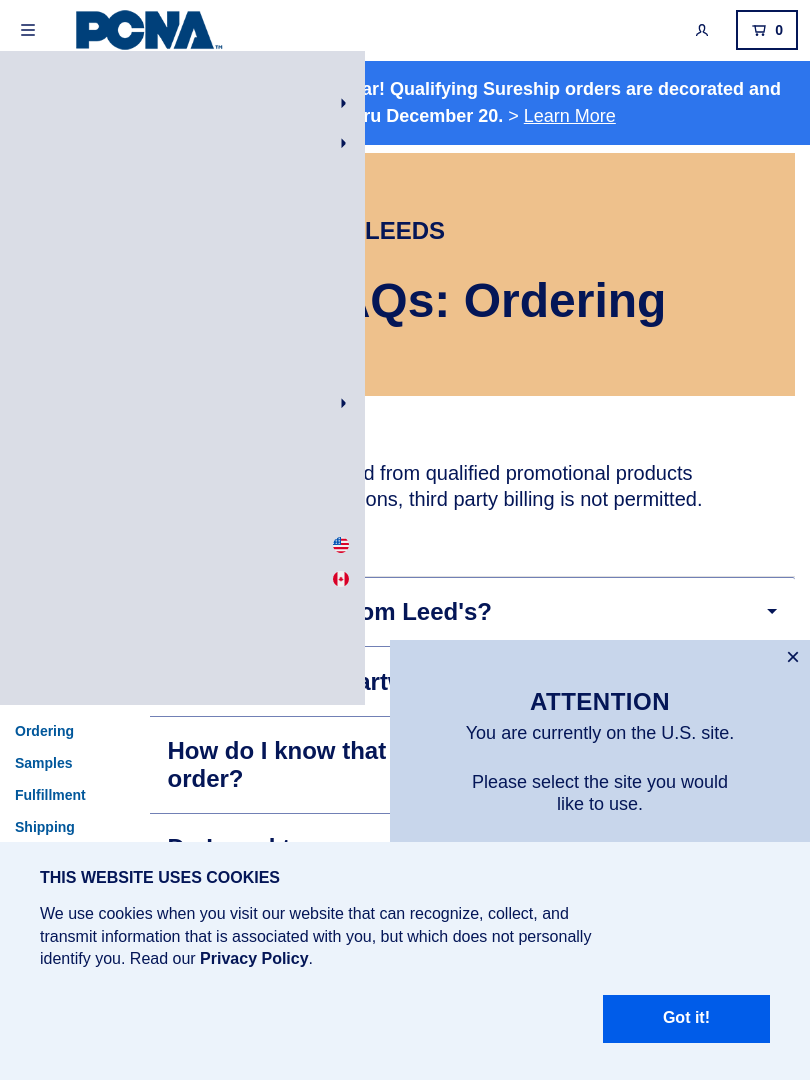 PCNA™
0
ar! Qualifying Sureship orders are decorated and
ru December 20. > Learn More
LEEDS
AQs: Ordering
d from qualified promotional products
ons, third party billing is not permitted.
om Leed's?
artw
ATTENTION
You are currently on the U.S. site.
Please select the site you would
like to use.
Ordering
Samples
Fulfillment
Shipping
How do I know that
order?
THIS WEBSITE USES COOKIES
We use cookies when you visit our website that can recognize, collect, and
transmit information that is associated with you, but which does not personally
identify you. Read our Privacy Policy.
Got it!